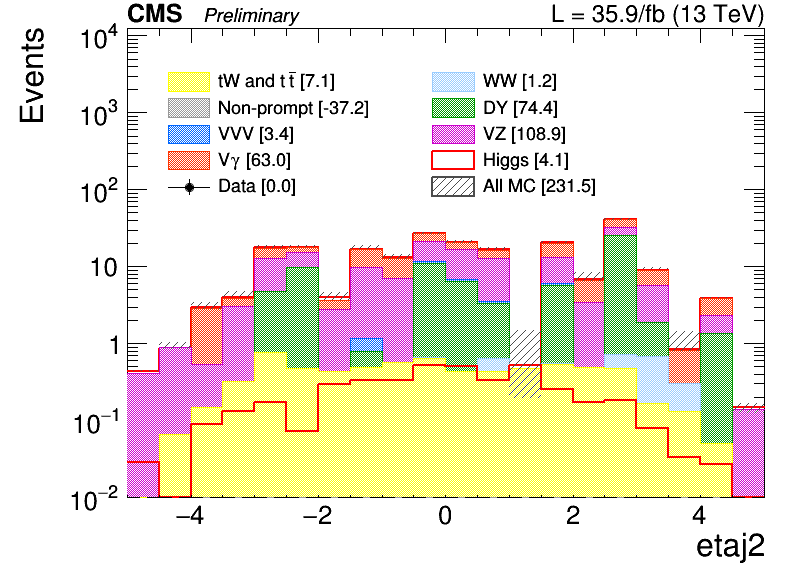 CMS Preliminary L = 35.9/fb (13 TeV)
Events
10⁴
10³
10²
10
1
10⁻¹
10⁻²
tW and tt̄ [7.1] WW [1.2]
Non-prompt [-37.2] DY [74.4]
VVV [3.4] VZ [108.9]
Vγ [63.0] Higgs [4.1]
Data [0.0] All MC [231.5]
−4 −2 0 2 4
etaj2